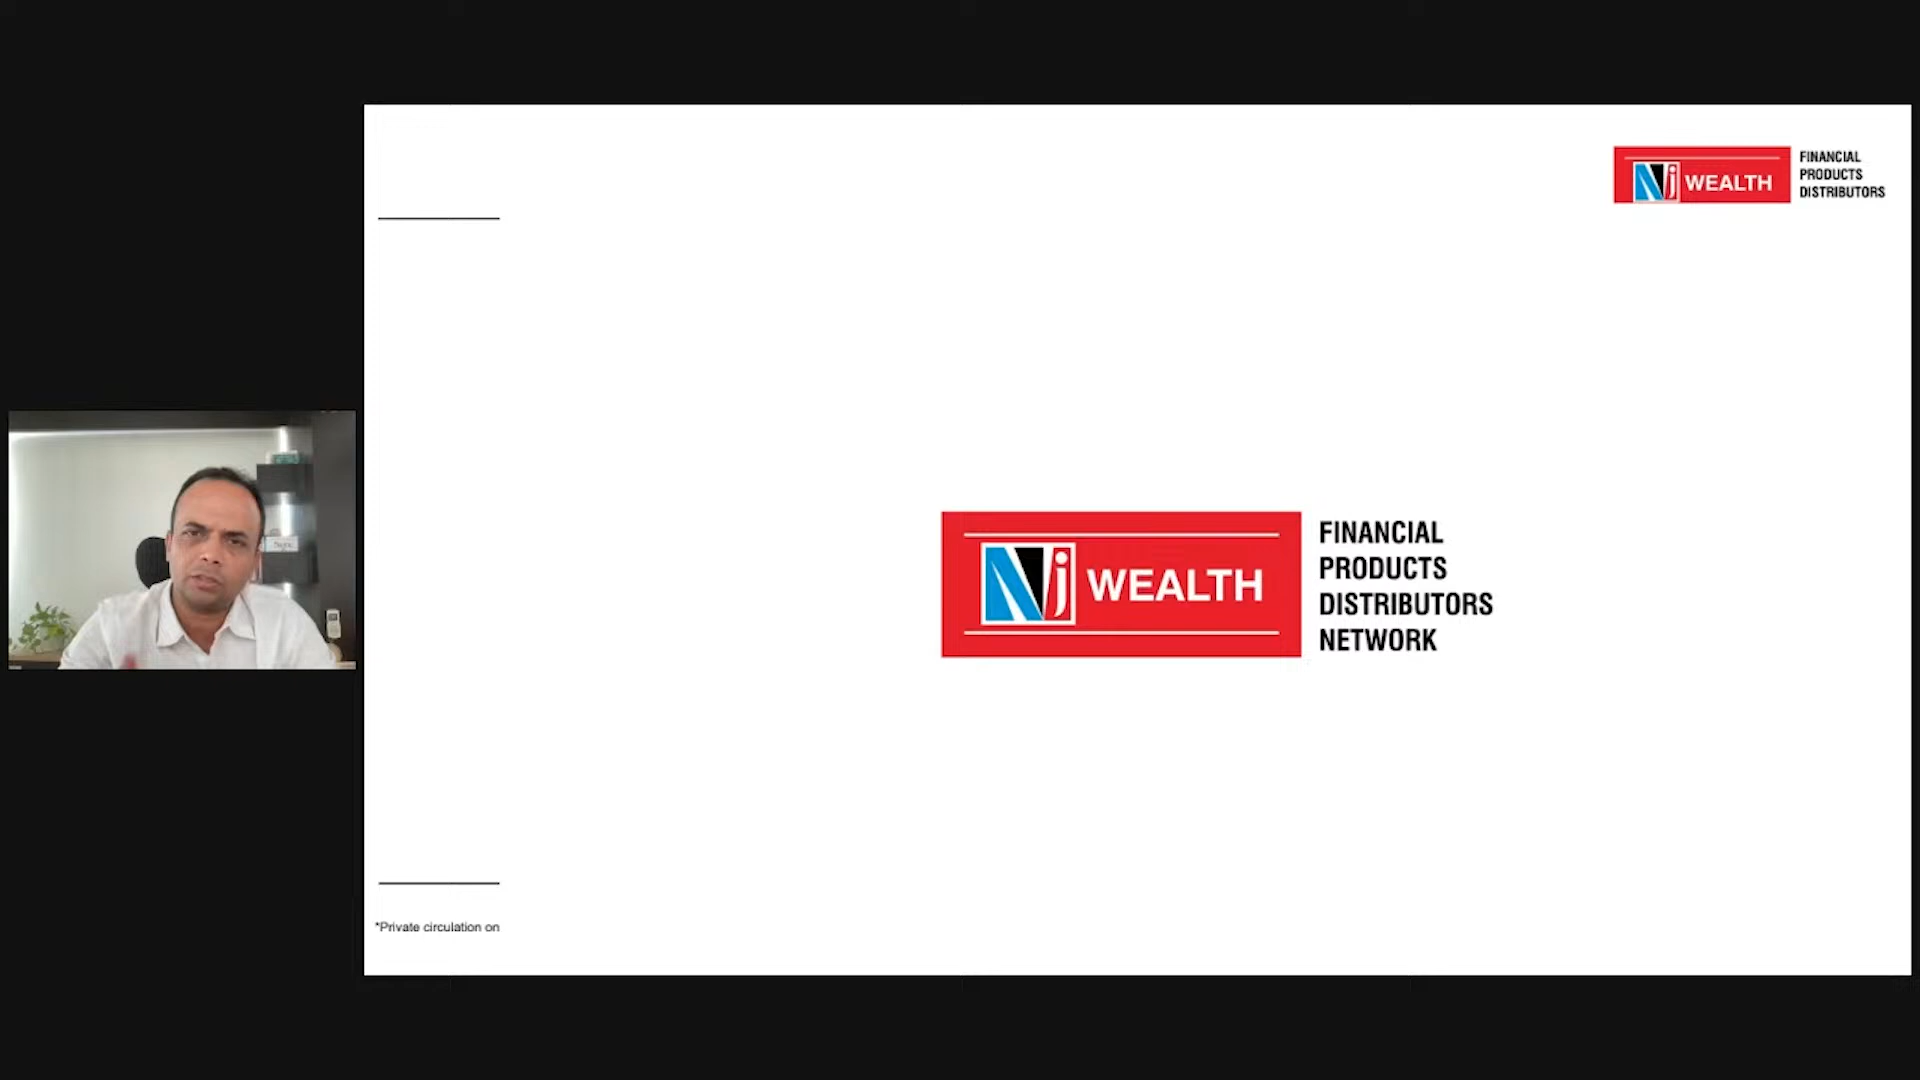 Nj WEALTH
FINANCIAL
PRODUCTS
DISTRIBUTORS
Nj WEALTH
FINANCIAL
PRODUCTS
DISTRIBUTORS
NETWORK
*Private circulation on